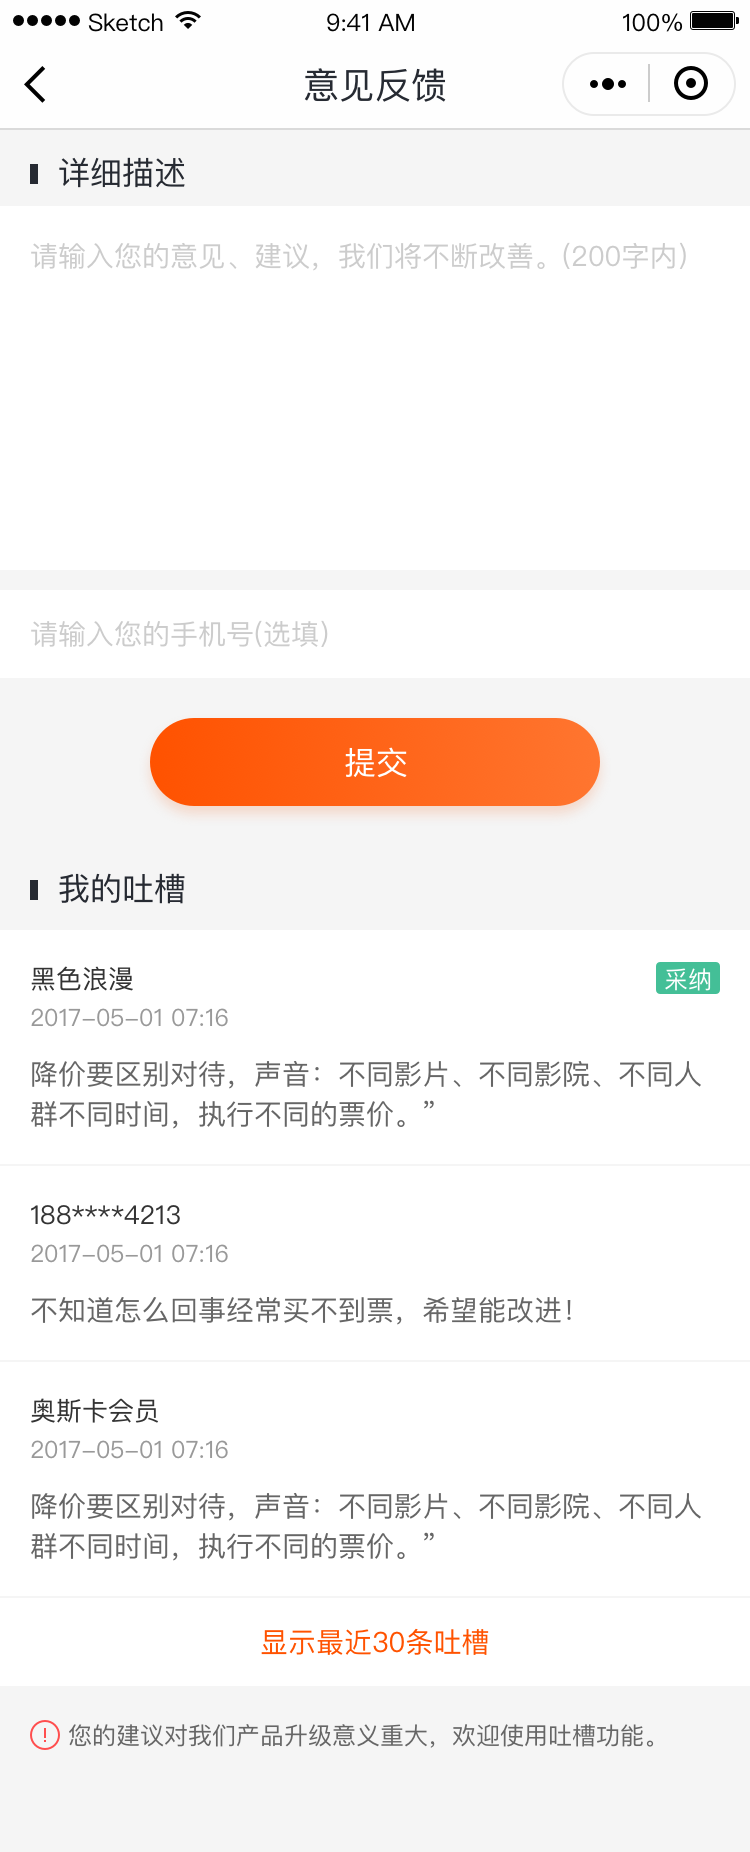 Sketch 9:41 AM 100%
意见反馈
详细描述
请输入您的意见、建议，我们将不断改善。(200字内)
请输入您的手机号(选填)
提交
我的吐槽
黑色浪漫 采纳
2017-05-01 07:16
降价要区别对待，声音：不同影片、不同影院、不同人
群不同时间，执行不同的票价。”
188****4213
2017-05-01 07:16
不知道怎么回事经常买不到票，希望能改进！
奥斯卡会员
2017-05-01 07:16
降价要区别对待，声音：不同影片、不同影院、不同人
群不同时间，执行不同的票价。”
显示最近30条吐槽
您的建议对我们产品升级意义重大，欢迎使用吐槽功能。